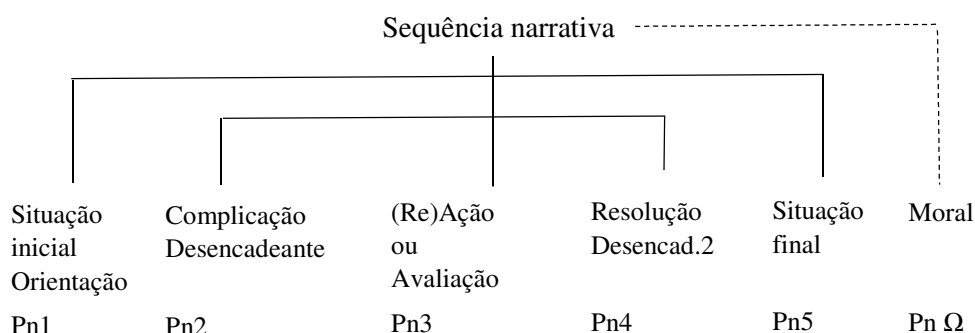 Sequência narrativa
Situação
inicial
Orientação
Pn1
Complicação
Desencadeante
Pn2
(Re)Ação
ou
Avaliação
Pn3
Resolução
Desencad.2
Pn4
Situação
final
Pn5
Moral
Pn Ω